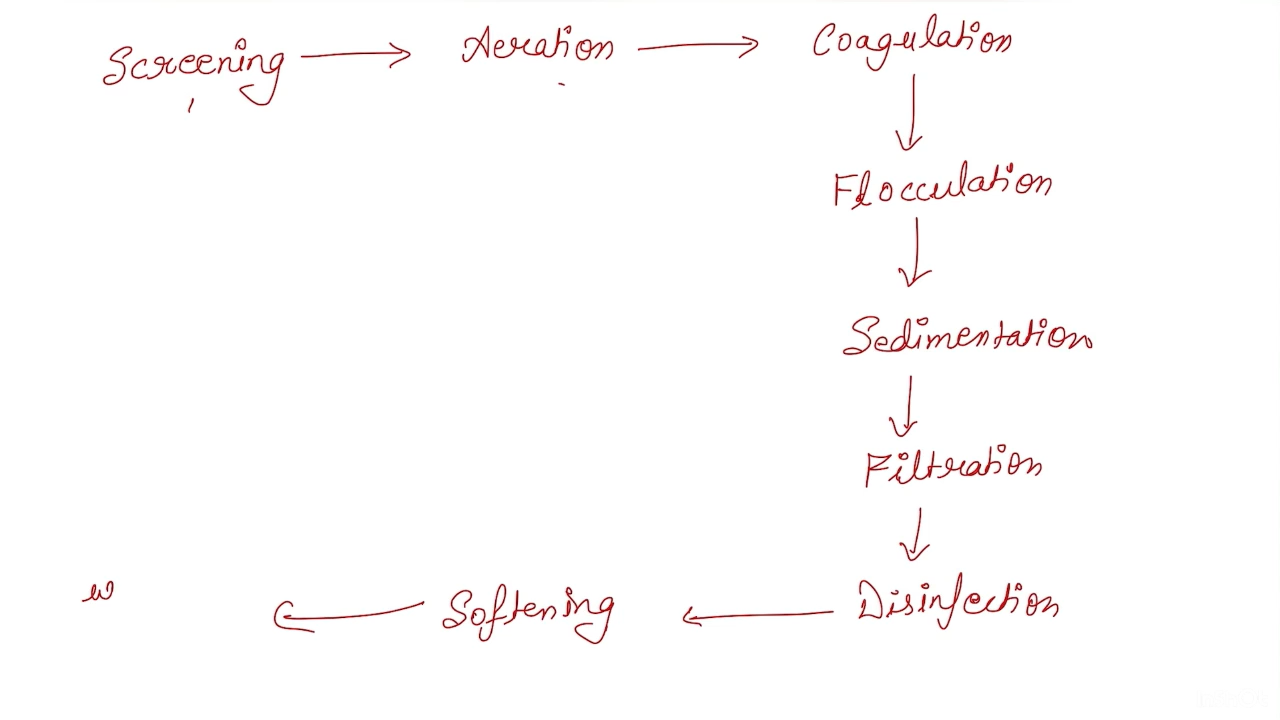 Screening → Aeration → Coagulation
↓
Flocculation
↓
Sedimentation
↓
Filtration
↓
w ← Softening ← Disinfection